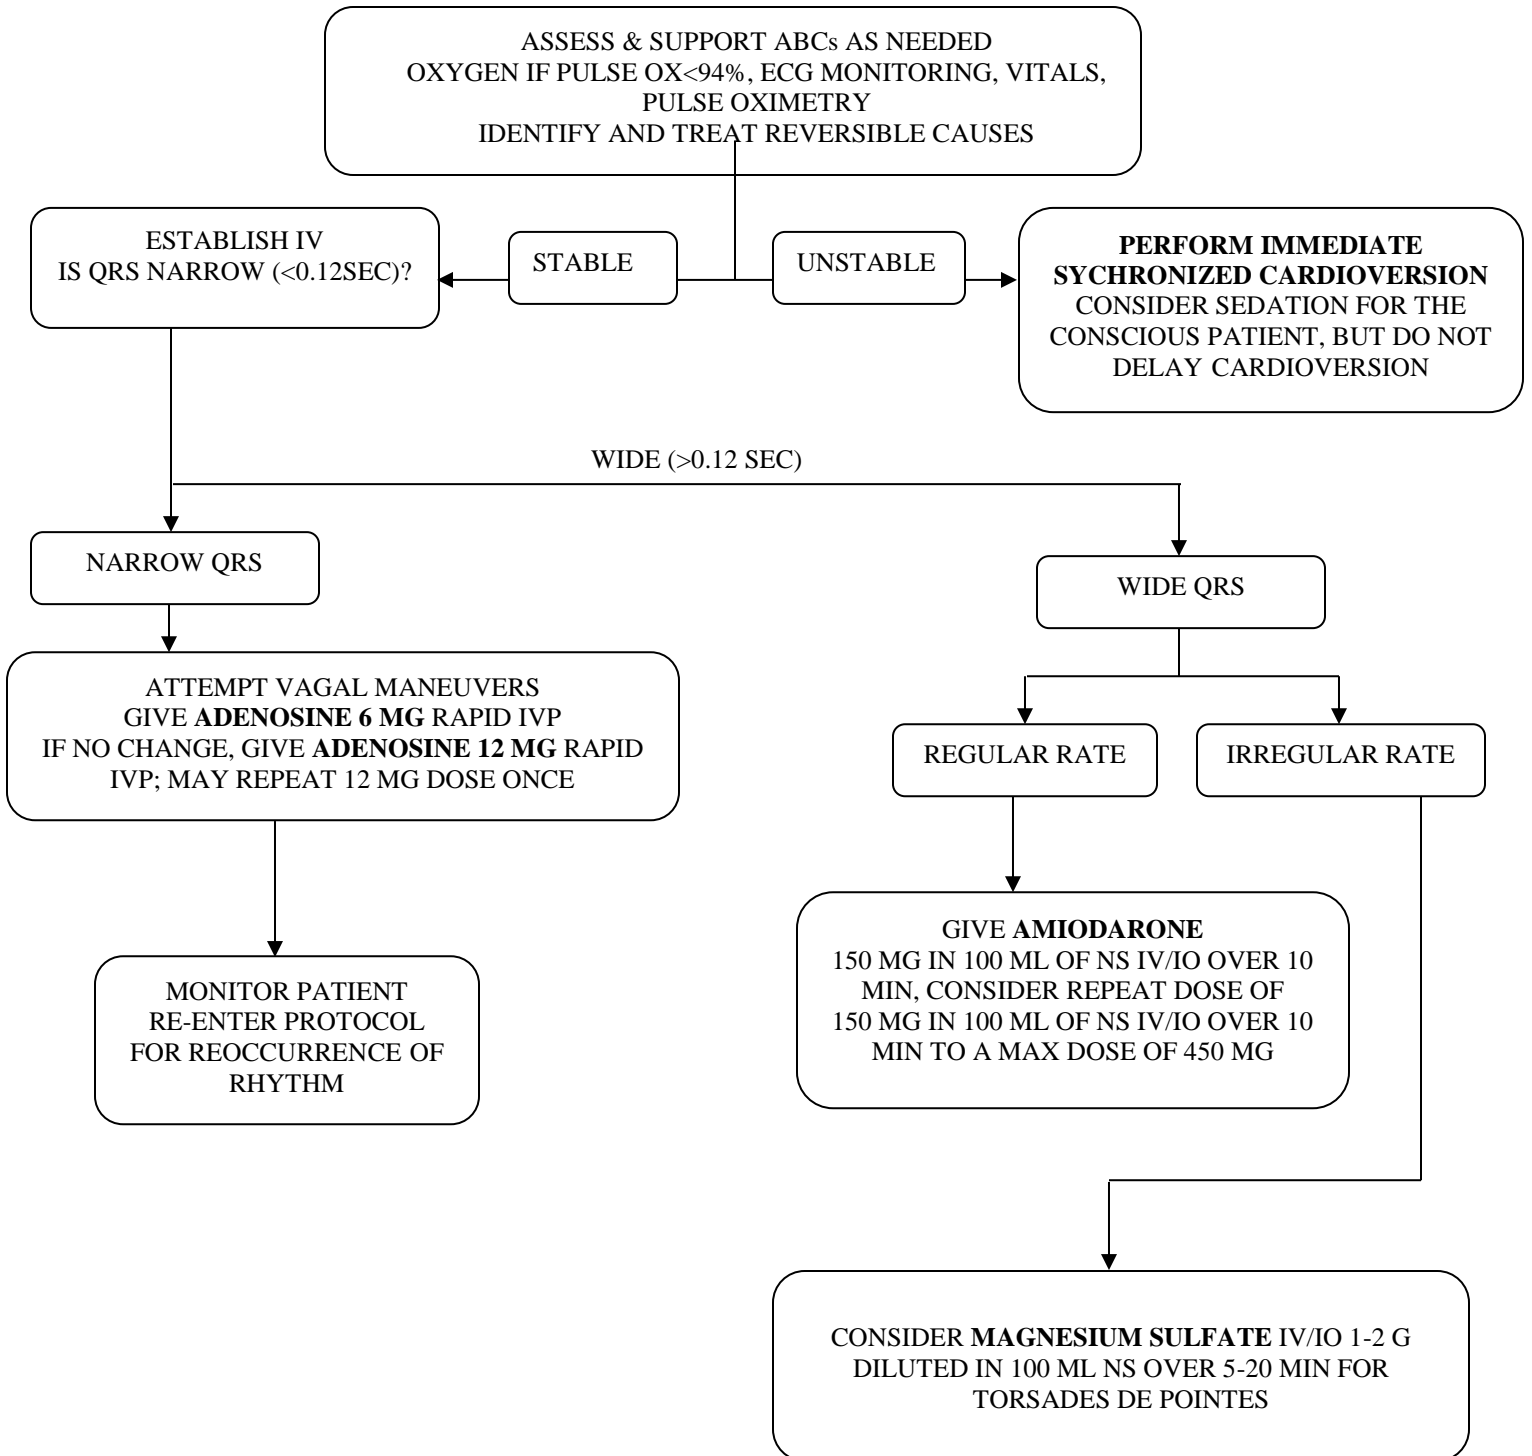 ASSESS & SUPPORT ABCs AS NEEDED
OXYGEN IF PULSE OX<94%, ECG MONITORING, VITALS,
PULSE OXIMETRY
IDENTIFY AND TREAT REVERSIBLE CAUSES
ESTABLISH IV
IS QRS NARROW (<0.12SEC)?
STABLE
UNSTABLE
PERFORM IMMEDIATE
SYCHRONIZED CARDIOVERSION
CONSIDER SEDATION FOR THE
CONSCIOUS PATIENT, BUT DO NOT
DELAY CARDIOVERSION
WIDE (>0.12 SEC)
NARROW QRS
WIDE QRS
ATTEMPT VAGAL MANEUVERS
GIVE ADENOSINE 6 MG RAPID IVP
IF NO CHANGE, GIVE ADENOSINE 12 MG RAPID
IVP; MAY REPEAT 12 MG DOSE ONCE
REGULAR RATE
IRREGULAR RATE
MONITOR PATIENT
RE-ENTER PROTOCOL
FOR REOCCURRENCE OF
RHYTHM
GIVE AMIODARONE
150 MG IN 100 ML OF NS IV/IO OVER 10
MIN, CONSIDER REPEAT DOSE OF
150 MG IN 100 ML OF NS IV/IO OVER 10
MIN TO A MAX DOSE OF 450 MG
CONSIDER MAGNESIUM SULFATE IV/IO 1-2 G
DILUTED IN 100 ML NS OVER 5-20 MIN FOR
TORSADES DE POINTES